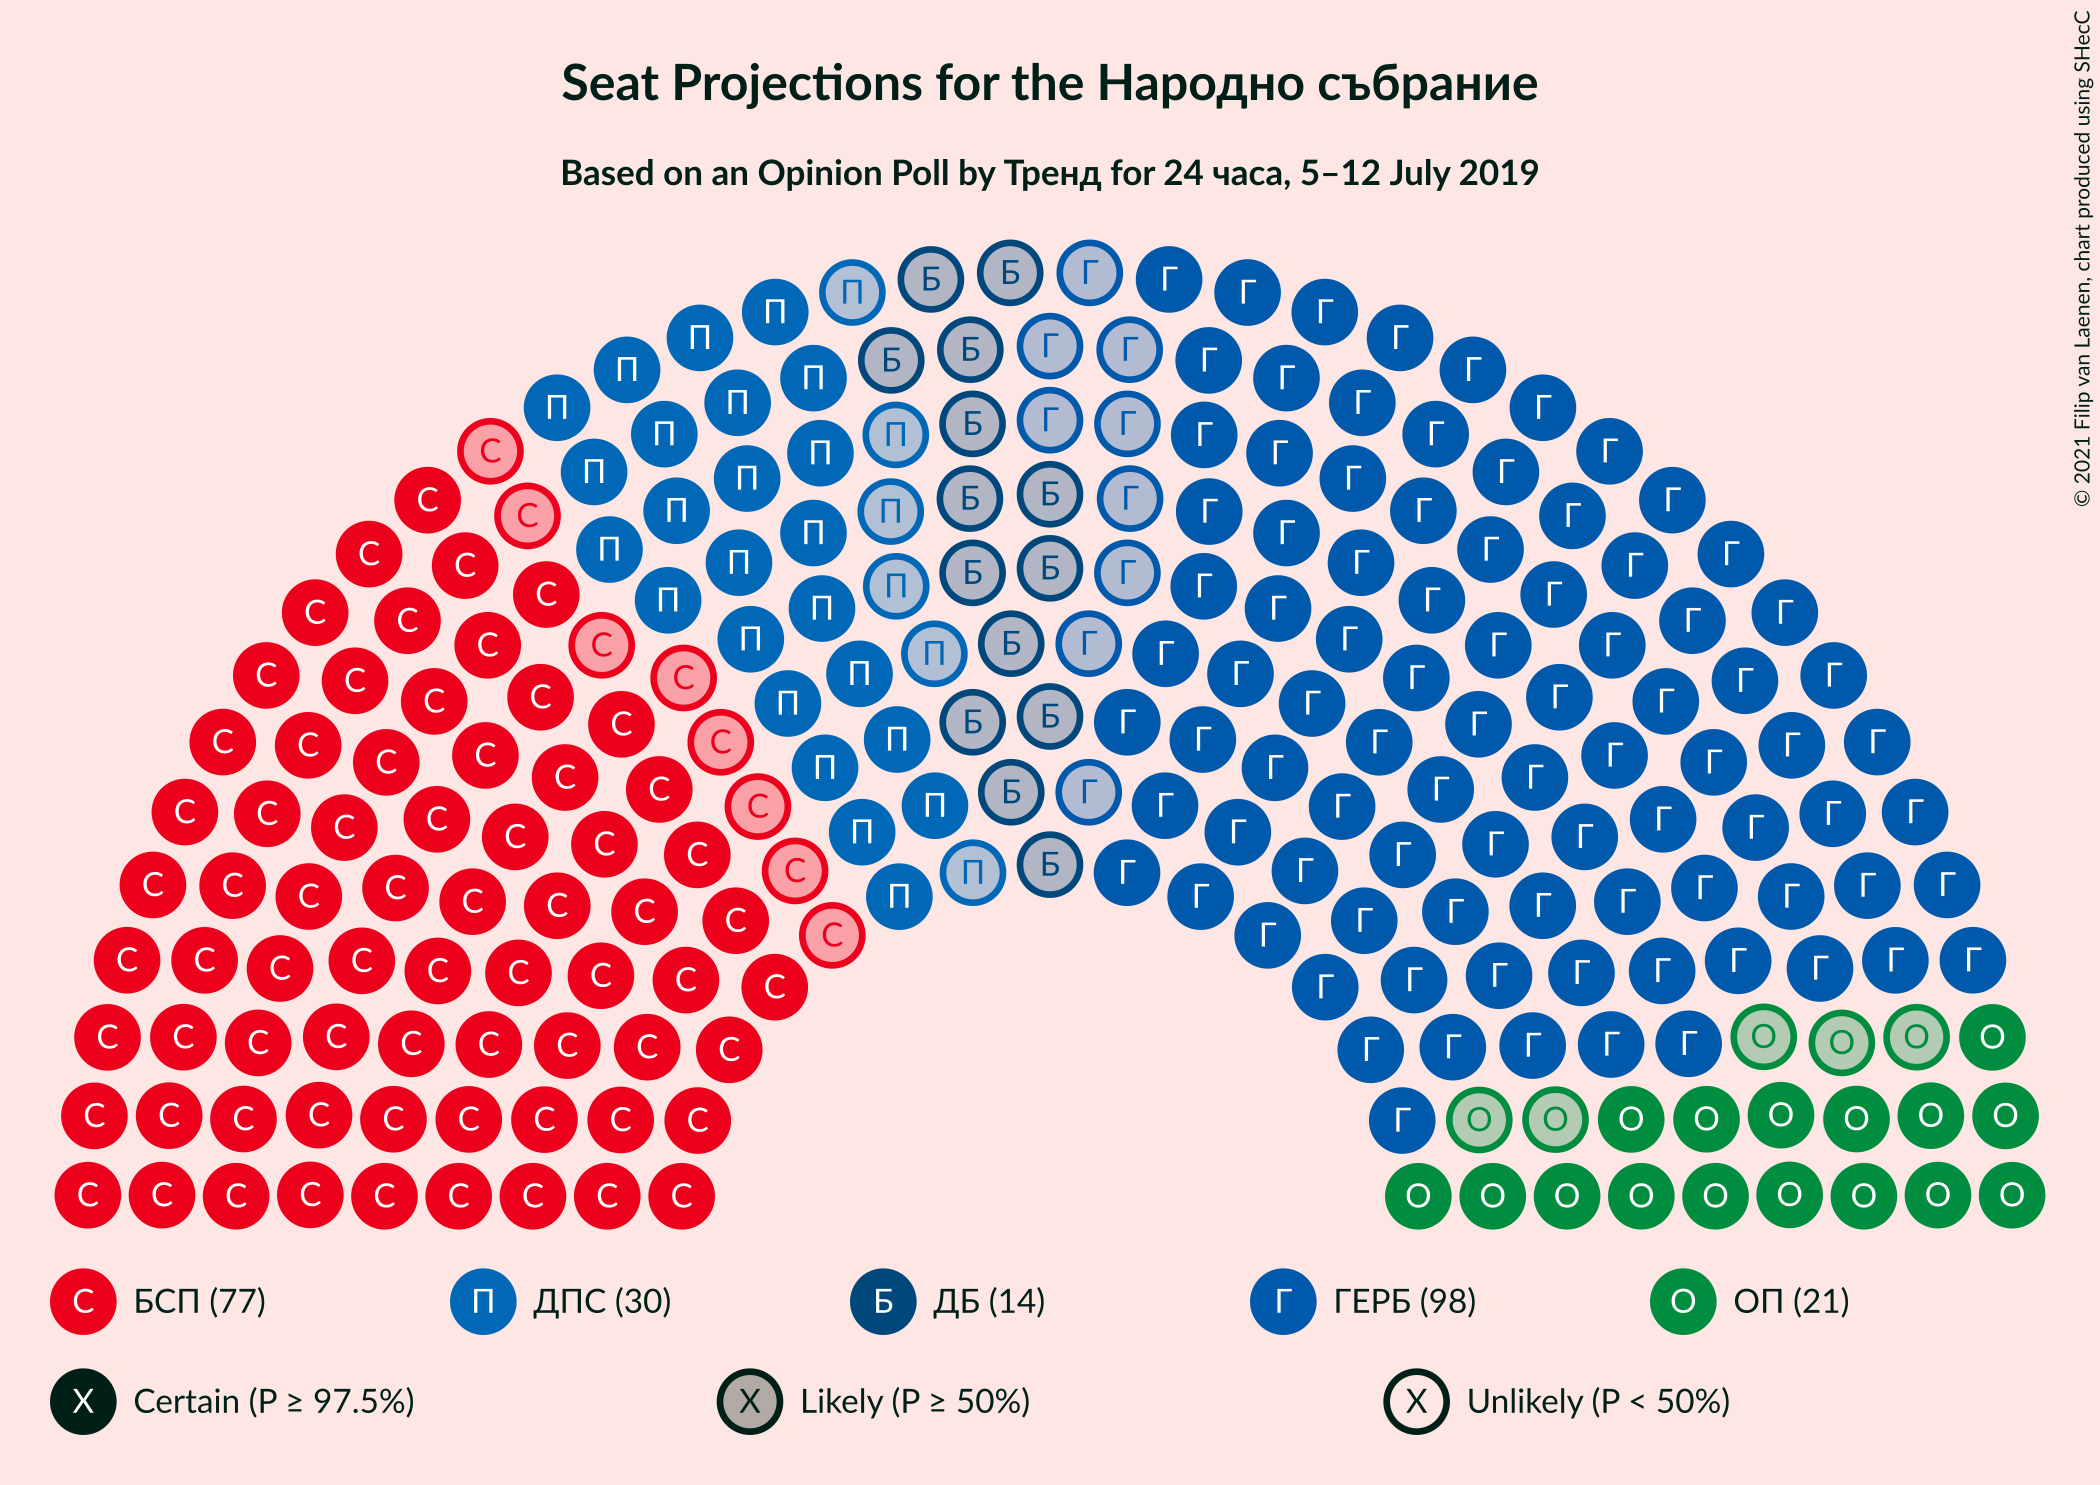 Seat Projections for the Народно събрание
Based on an Opinion Poll by Тренд for 24 часа, 5–12 July 2019
© 2021 Filip van Laenen, chart produced using SHecC
С БСП (77) П ДПС (30) Б ДБ (14) Г ГЕРБ (98) О ОП (21)
X Certain (P ≥ 97.5%) X Likely (P ≥ 50%) X Unlikely (P < 50%)